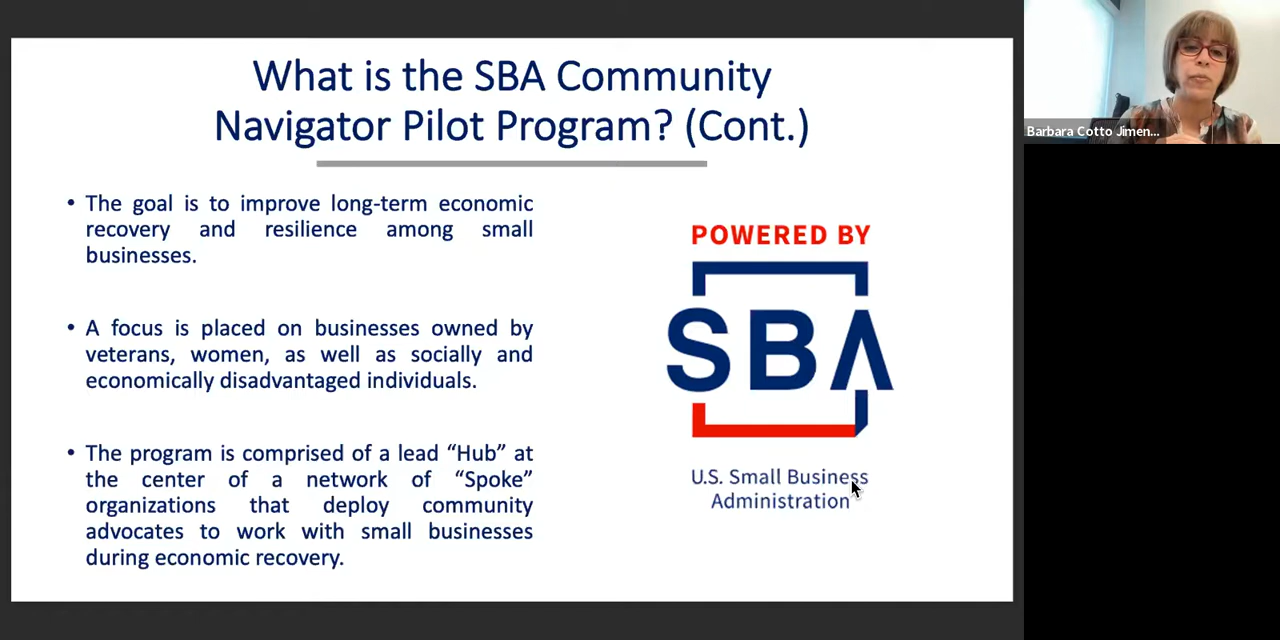 What is the SBA Community
Navigator Pilot Program? (Cont.)
• The goal is to improve long-term economic
recovery and resilience among small
businesses.
• A focus is placed on businesses owned by
veterans, women, as well as socially and
economically disadvantaged individuals.
• The program is comprised of a lead “Hub” at
the center of a network of “Spoke”
organizations that deploy community
advocates to work with small businesses
during economic recovery.
POWERED BY
SBA
U.S. Small Business
Administration
Barbara Cotto Jimen...